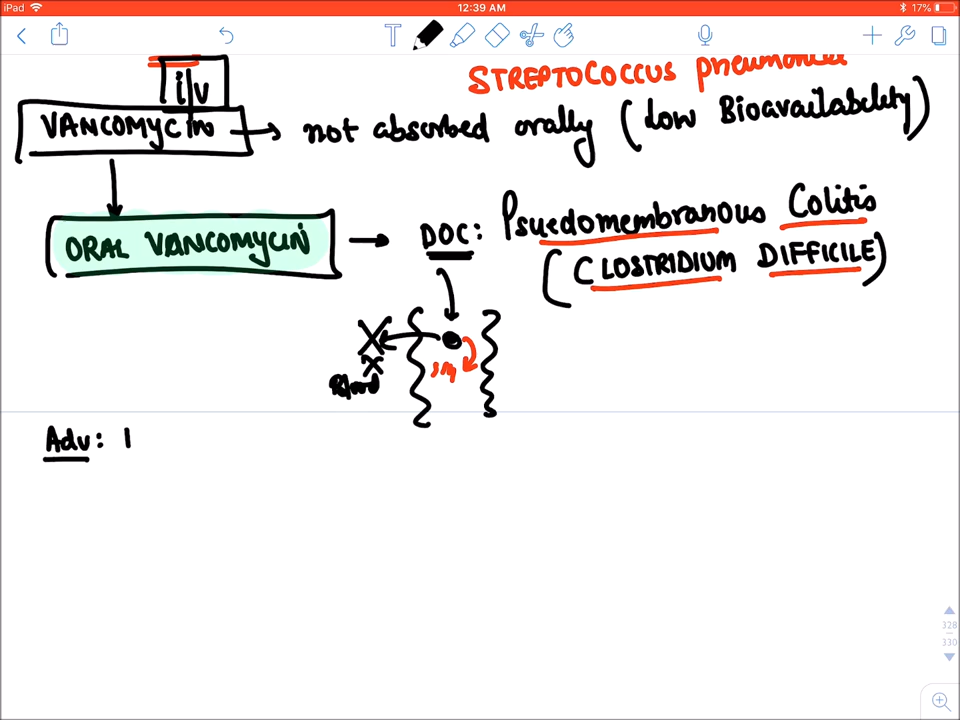 iPad 12:39 AM 17%
T
i/v
STREPTOCOCCUS pneumoniae
VANCOMYCIN → not absorbed orally (Low Bioavailability)
ORAL VANCOMYCIN → DOC: Psuedomembranous Colitis
(CLOSTRIDIUM DIFFICILE)
Blood
Adv: I
328
330